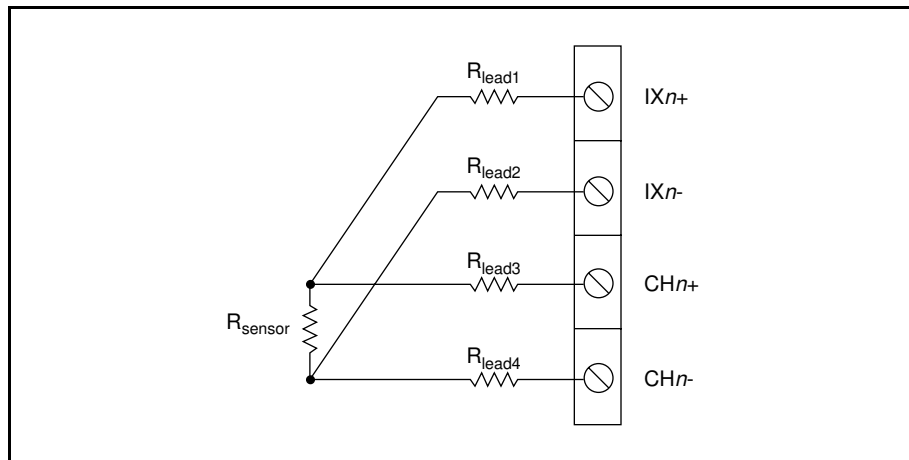 Rlead1
IXn+
Rlead2
IXn-
Rlead3
CHn+
Rsensor
Rlead4
CHn-